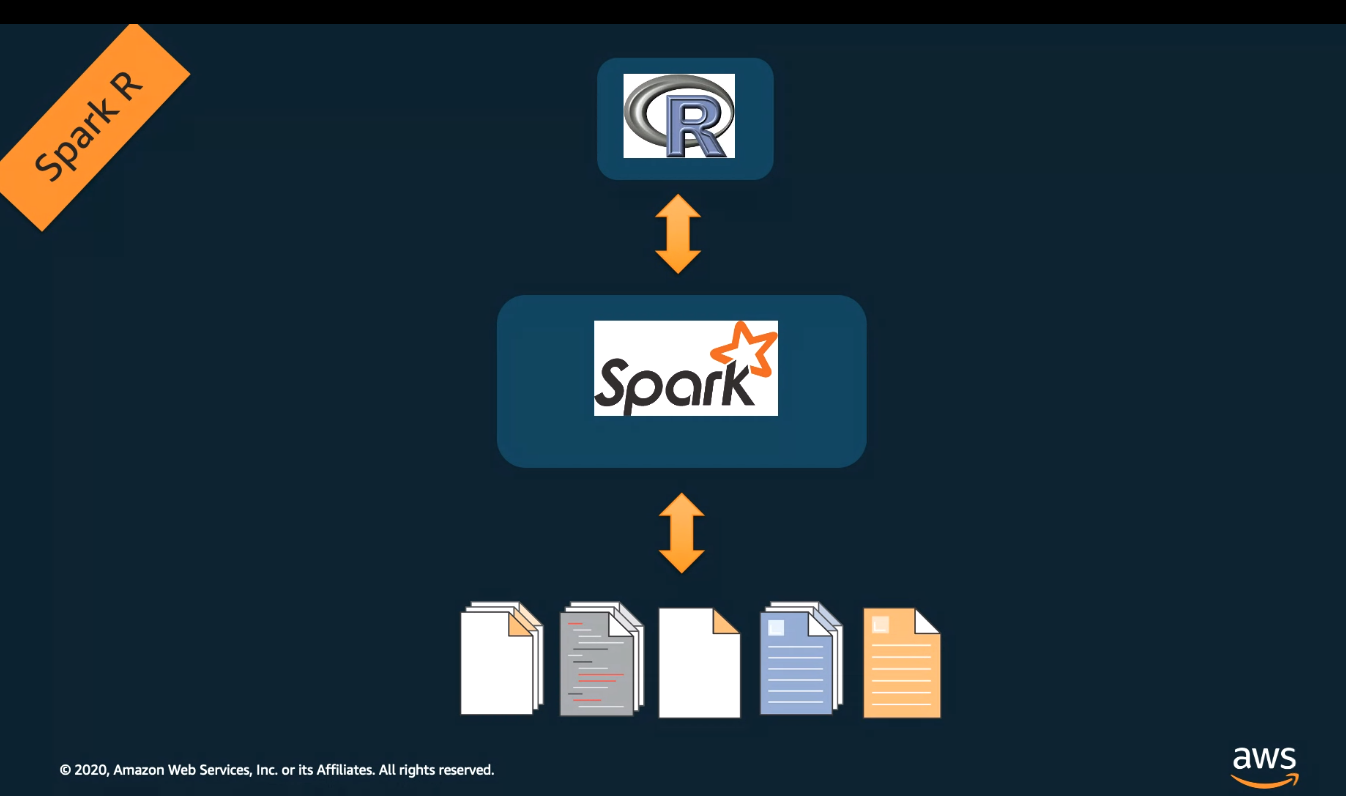 Spark R
R
Spark
© 2020, Amazon Web Services, Inc. or its Affiliates. All rights reserved.
aws